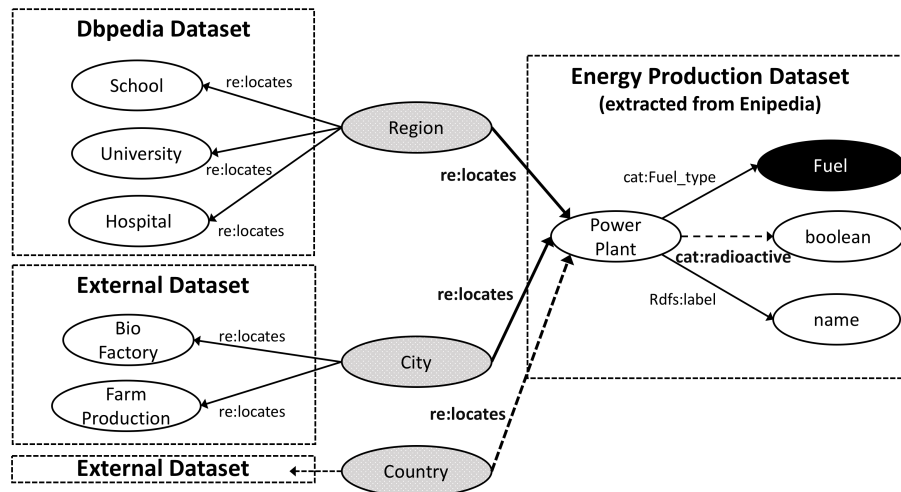 Dbpedia Dataset
School
University
Hospital
re:locates
re:locates
re:locates
Region
re:locates
Energy Production Dataset
(extracted from Enipedia)
Fuel
cat:Fuel_type
Power
Plant
boolean
cat:radioactive
Rdfs:label
name
External Dataset
Bio
Factory
Farm
Production
re:locates
re:locates
City
re:locates
re:locates
External Dataset
Country